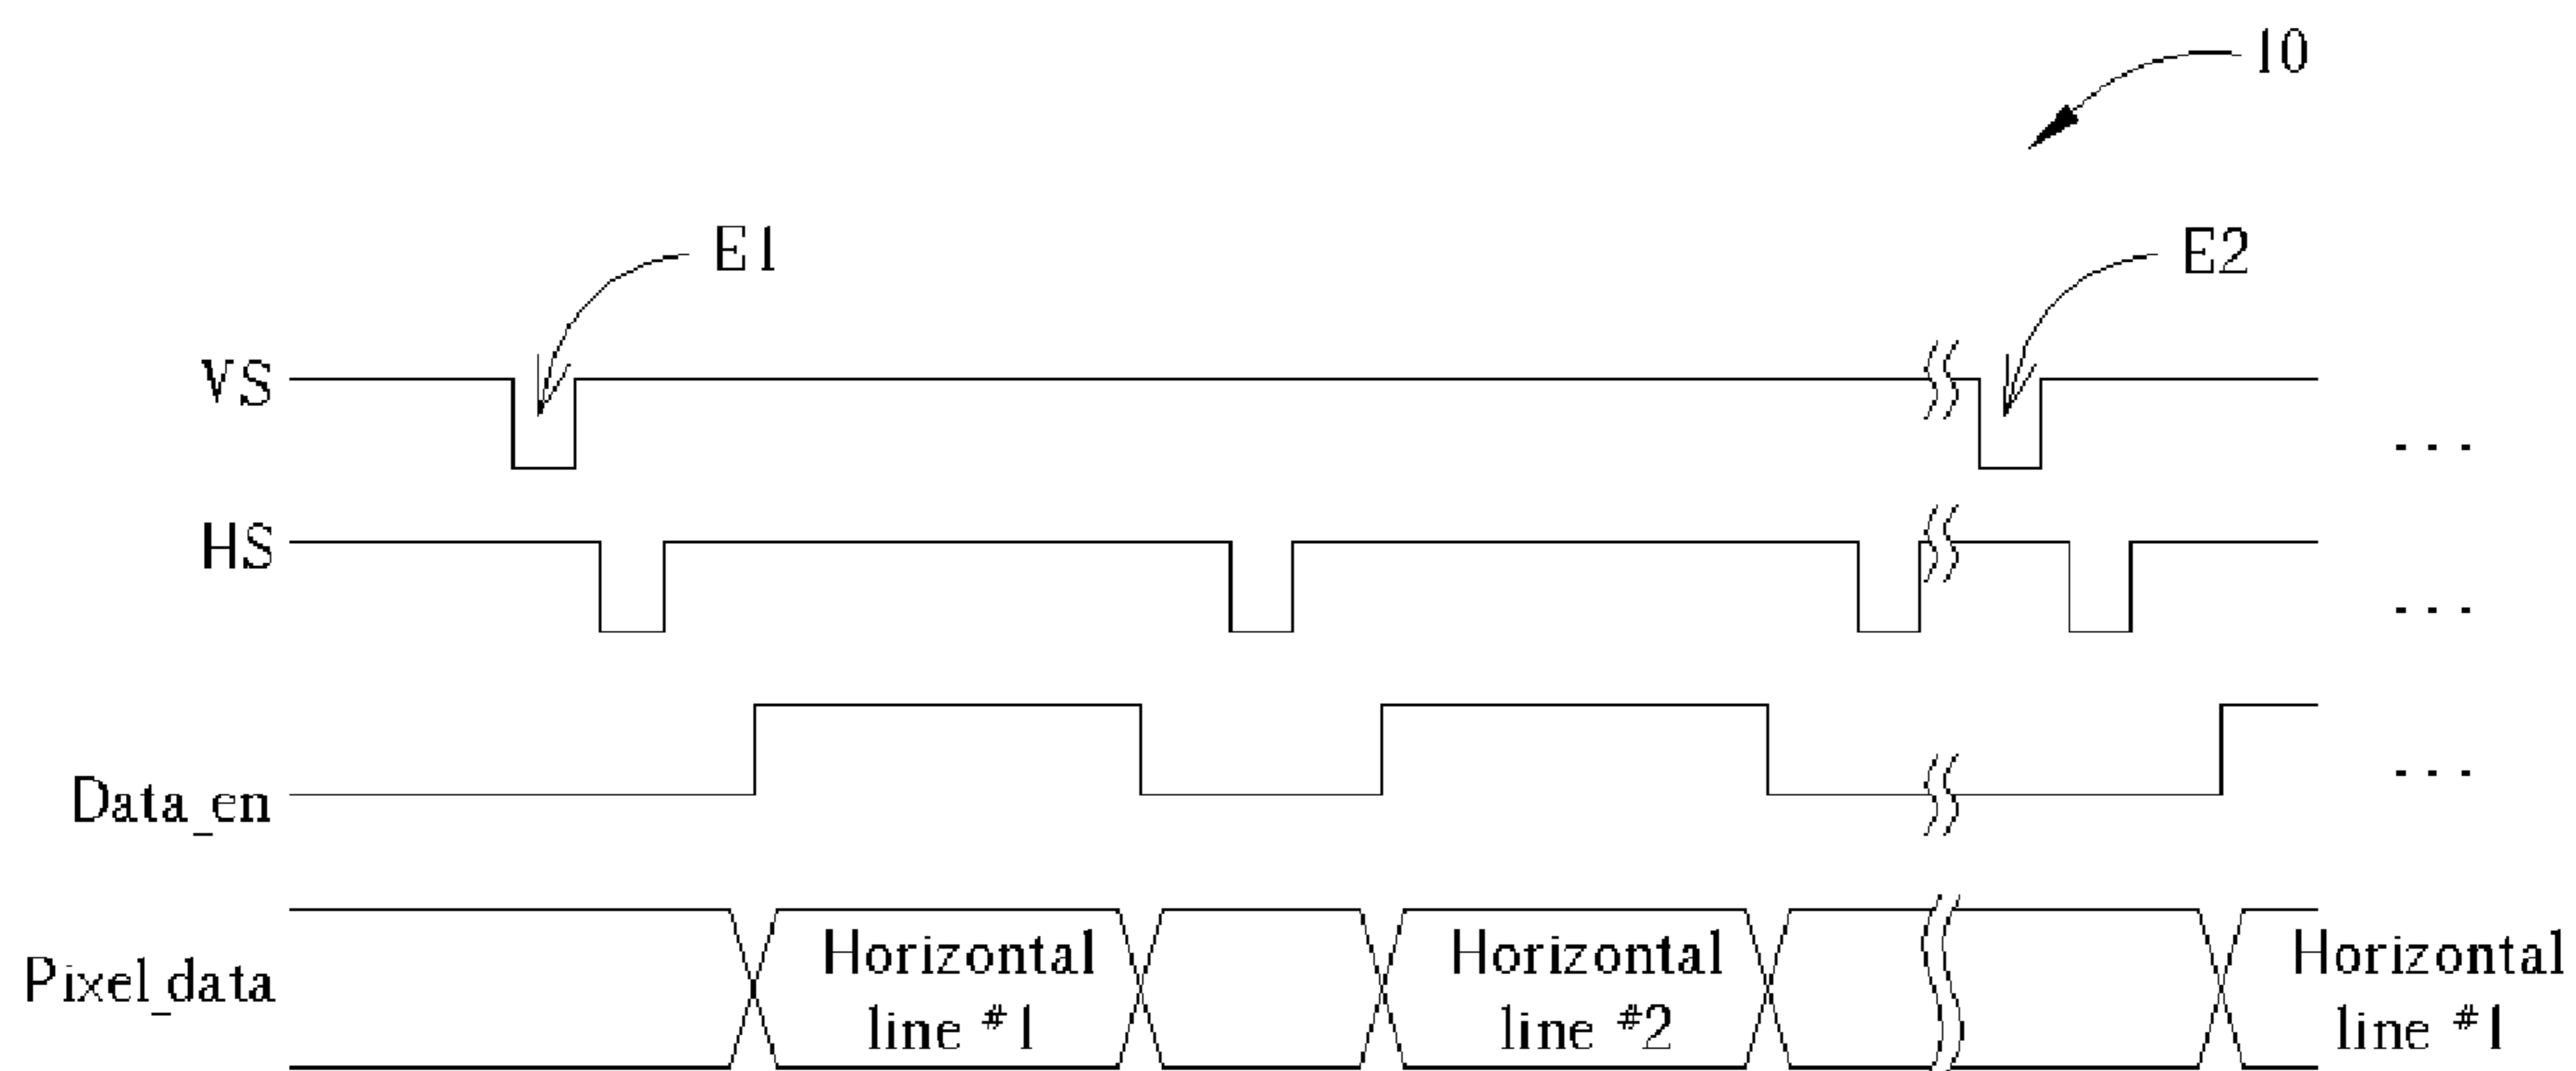 10
E1
E2
VS
...
HS
...
Data_en
...
Pixel_data
Horizontal
line #1
Horizontal
line #2
Horizontal
line #1